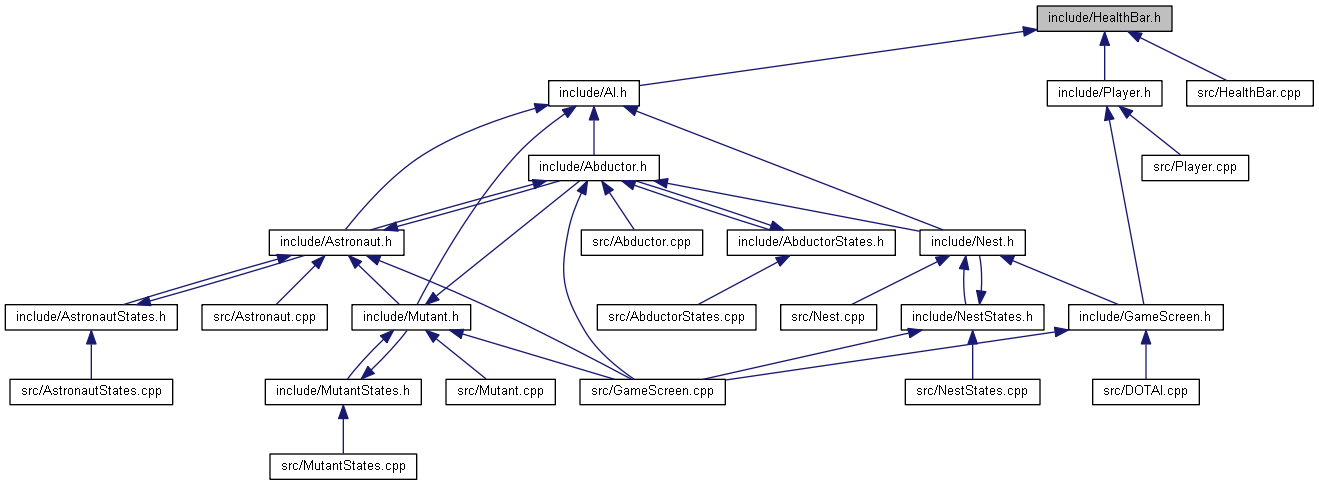 include/HealthBar.h
include/AI.h
include/Player.h
src/HealthBar.cpp
include/Abductor.h
src/Player.cpp
include/Astronaut.h
src/Abductor.cpp
include/AbductorStates.h
include/Nest.h
include/AstronautStates.h
src/Astronaut.cpp
include/Mutant.h
src/AbductorStates.cpp
src/Nest.cpp
include/NestStates.h
include/GameScreen.h
src/AstronautStates.cpp
include/MutantStates.h
src/Mutant.cpp
src/GameScreen.cpp
src/NestStates.cpp
src/DOTAI.cpp
src/MutantStates.cpp